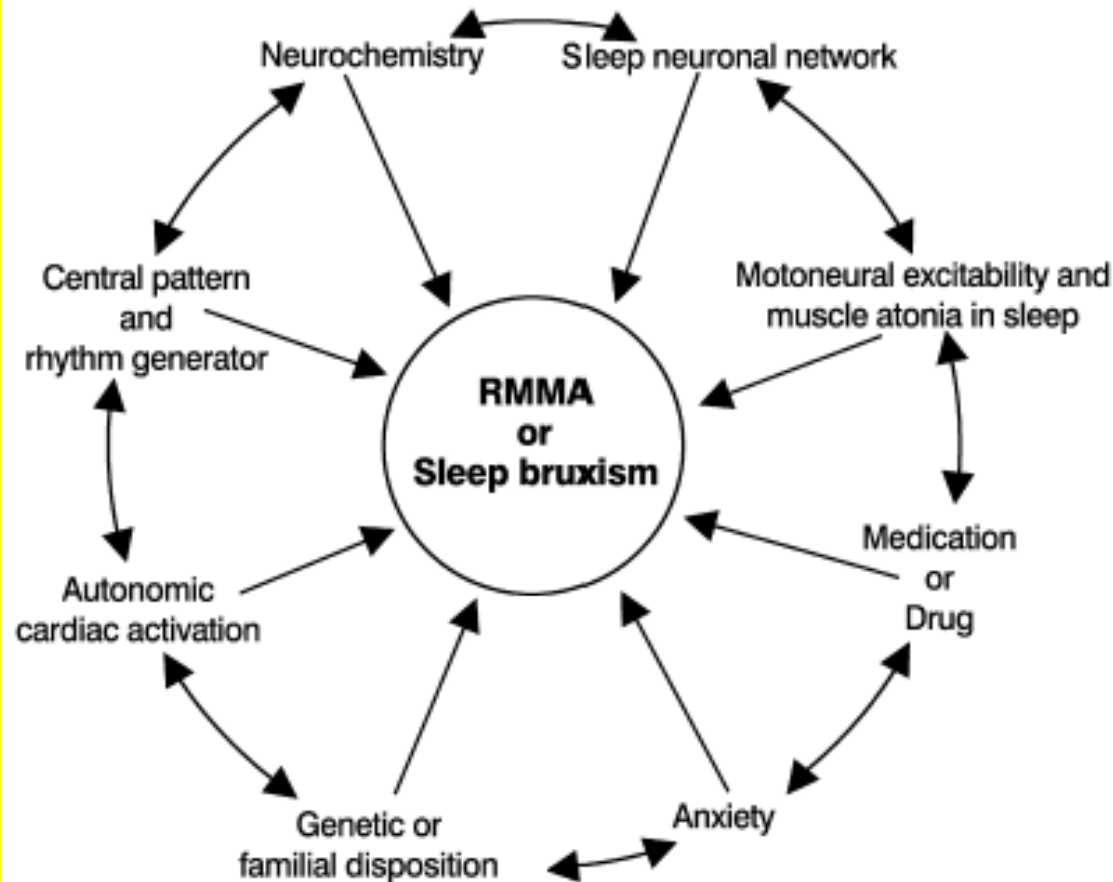 Neurochemistry
Sleep neuronal network
Central pattern
and
rhythm generator
Motoneural excitability and
muscle atonia in sleep
RMMA
or
Sleep bruxism
Medication
or
Drug
Autonomic
cardiac activation
Genetic or
familial disposition
Anxiety